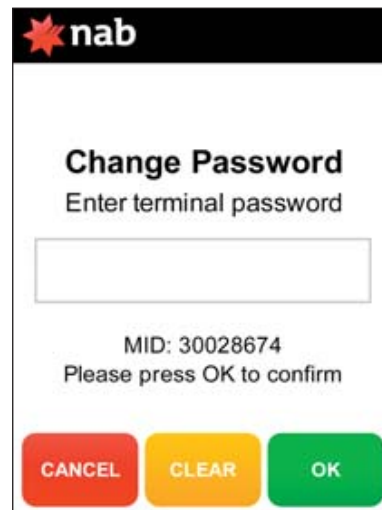 nab
Change Password
Enter terminal password
MID: 30028674
Please press OK to confirm
CANCEL CLEAR OK